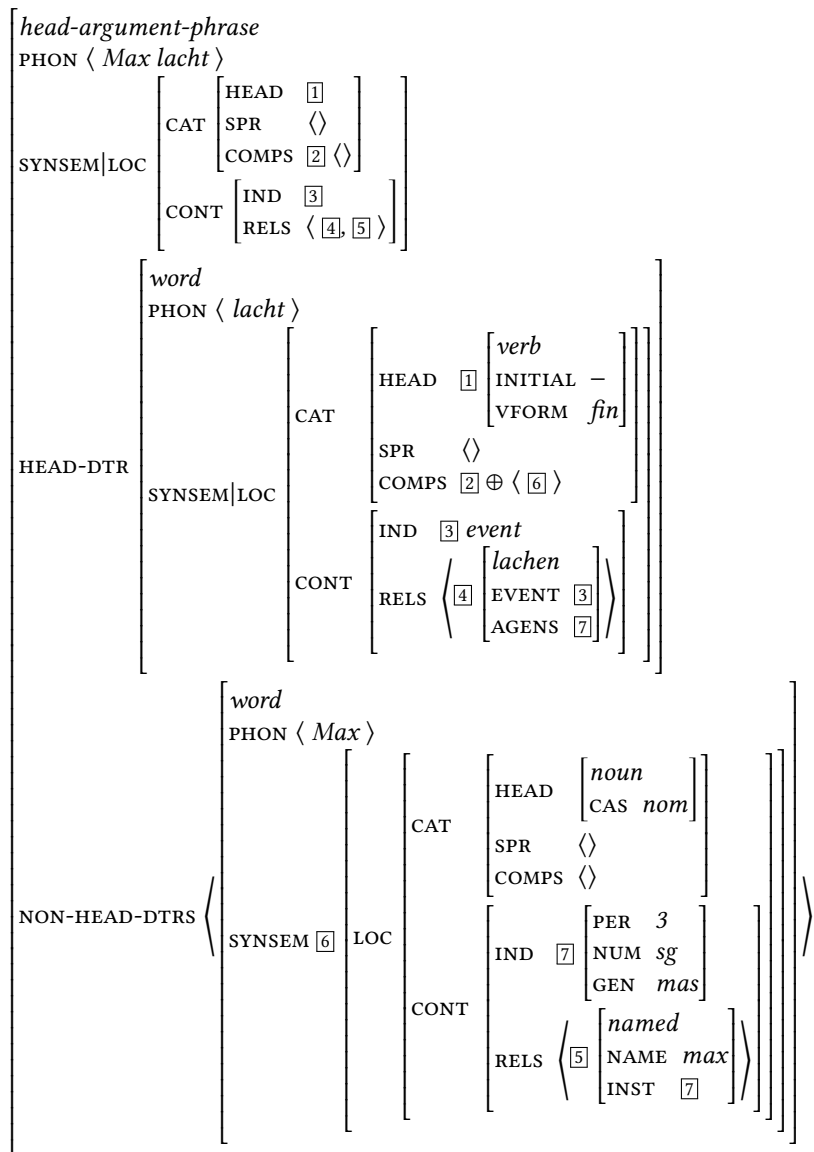 head-argument-phrase
PHON ⟨ Max lacht ⟩
SYNSEM|LOC
CAT
HEAD 1
SPR ⟨⟩
COMPS 2 ⟨⟩
CONT
IND 3
RELS ⟨ 4, 5 ⟩
HEAD-DTR
word
PHON ⟨ lacht ⟩
SYNSEM|LOC
CAT
HEAD 1
verb
INITIAL –
VFORM fin
SPR ⟨⟩
COMPS 2 ⊕ ⟨ 6 ⟩
CONT
IND 3 event
RELS ⟨ 4
lachen
EVENT 3
AGENS 7 ⟩
NON-HEAD-DTRS ⟨
word
PHON ⟨ Max ⟩
SYNSEM 6
LOC
CAT
HEAD
noun
CAS nom
SPR ⟨⟩
COMPS ⟨⟩
CONT
IND 7
PER 3
NUM sg
GEN mas
RELS ⟨ 5
named
NAME max
INST 7 ⟩ ⟩